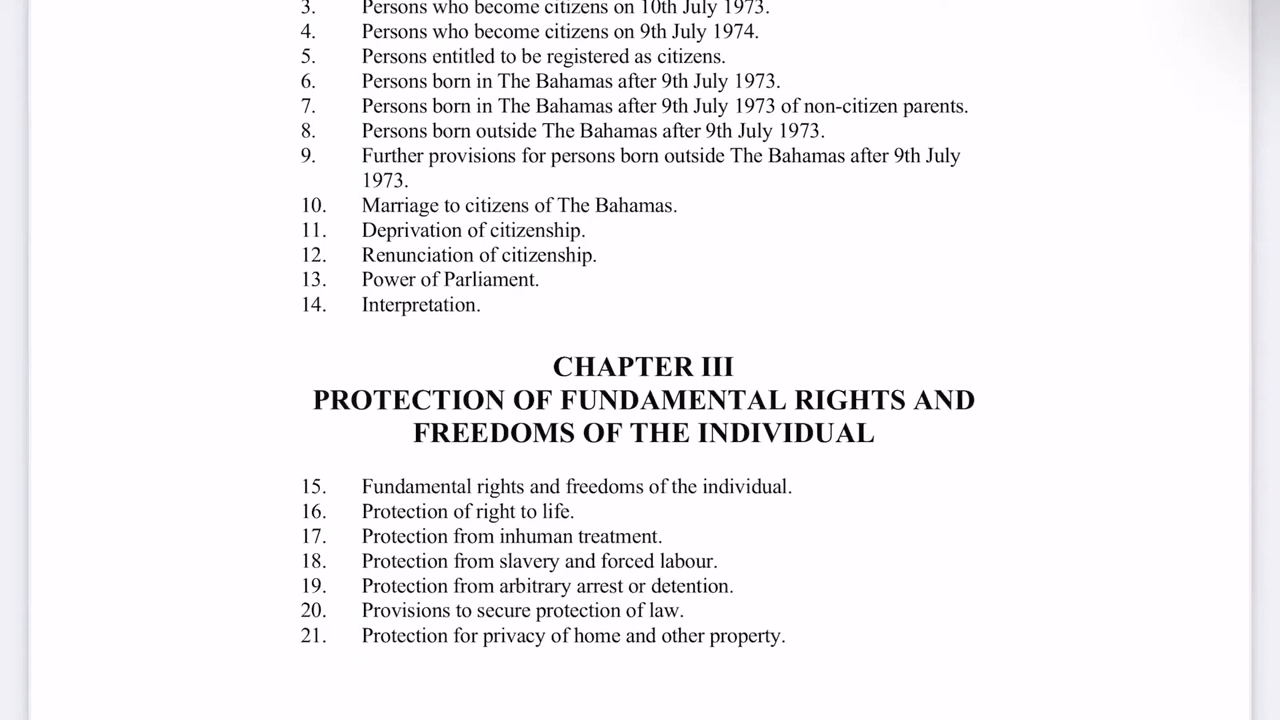 3. Persons who become citizens on 10th July 1973.
4. Persons who become citizens on 9th July 1974.
5. Persons entitled to be registered as citizens.
6. Persons born in The Bahamas after 9th July 1973.
7. Persons born in The Bahamas after 9th July 1973 of non-citizen parents.
8. Persons born outside The Bahamas after 9th July 1973.
9. Further provisions for persons born outside The Bahamas after 9th July
1973.
10. Marriage to citizens of The Bahamas.
11. Deprivation of citizenship.
12. Renunciation of citizenship.
13. Power of Parliament.
14. Interpretation.
CHAPTER III
PROTECTION OF FUNDAMENTAL RIGHTS AND
FREEDOMS OF THE INDIVIDUAL
15. Fundamental rights and freedoms of the individual.
16. Protection of right to life.
17. Protection from inhuman treatment.
18. Protection from slavery and forced labour.
19. Protection from arbitrary arrest or detention.
20. Provisions to secure protection of law.
21. Protection for privacy of home and other property.